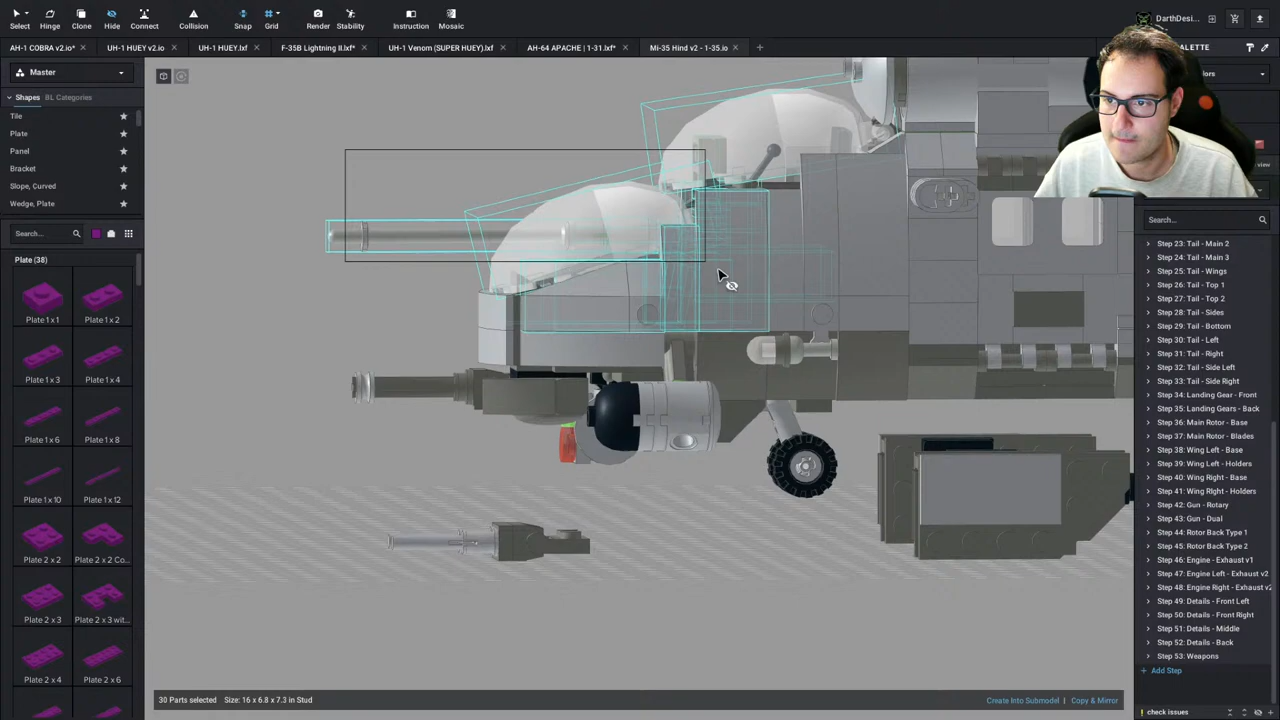 Select
Hinge
Clone
Hide
Connect
Collision
Snap
Grid
Render
Stability
Instruction
Mosaic
DarthDesi...
AH-1 COBRA v2.io*
UH-1 HUEY v2.io
UH-1 HUEY.lxf
F-35B Lightning II.lxf*
UH-1 Venom (SUPER HUEY).lxf
AH-64 APACHE | 1-31.lxf*
Mi-35 Hind v2 - 1-35.io
Master
Shapes BL Categories
Tile
Plate
Panel
Bracket
Slope, Curved
Wedge, Plate
Search...
Plate (38)
Plate 1 x 1
Plate 1 x 2
Plate 1 x 3
Plate 1 x 4
Plate 1 x 6
Plate 1 x 8
Plate 1 x 10
Plate 1 x 12
Plate 2 x 2
Plate 2 x 2 Co...
Plate 2 x 3
Plate 2 x 3 wit...
Plate 2 x 4
Plate 2 x 6
30 Parts selected Size: 16 x 6.8 x 7.3 in Stud
Create Into Submodel | Copy & Mirror
Search...
Step 23: Tail - Main 2
Step 24: Tail - Main 3
Step 25: Tail - Wings
Step 26: Tail - Top 1
Step 27: Tail - Top 2
Step 28: Tail - Sides
Step 29: Tail - Bottom
Step 30: Tail - Left
Step 31: Tail - Right
Step 32: Tail - Side Left
Step 33: Tail - Side Right
Step 34: Landing Gear - Front
Step 35: Landing Gears - Back
Step 36: Main Rotor - Base
Step 37: Main Rotor - Blades
Step 38: Wing Left - Base
Step 39: Wing Left - Holders
Step 40: Wing Right - Base
Step 41: Wing RIght - Holders
Step 42: Gun - Rotary
Step 43: Gun - Dual
Step 44: Rotor Back Type 1
Step 45: Rotor Back Type 2
Step 46: Engine - Exhaust v1
Step 47: Engine Left - Exhaust v2
Step 48: Engine Right - Exhaust v2
Step 49: Details - Front Left
Step 50: Details - Front Right
Step 51: Details - Middle
Step 52: Details - Back
Step 53: Weapons
+ Add Step
check issues